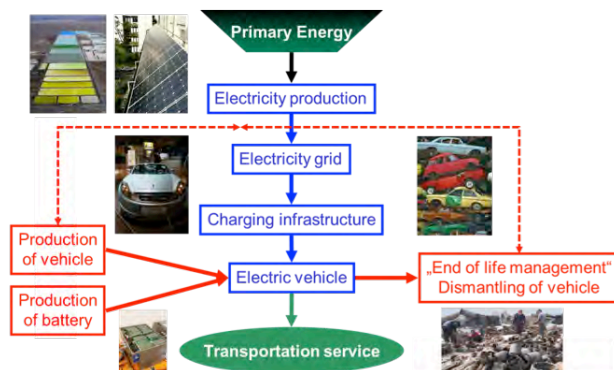 Primary Energy
Electricity production
Electricity grid
Charging infrastructure
Production
of vehicle
Electric vehicle
„End of life management“
Dismantling of vehicle
Production
of battery
Transportation service